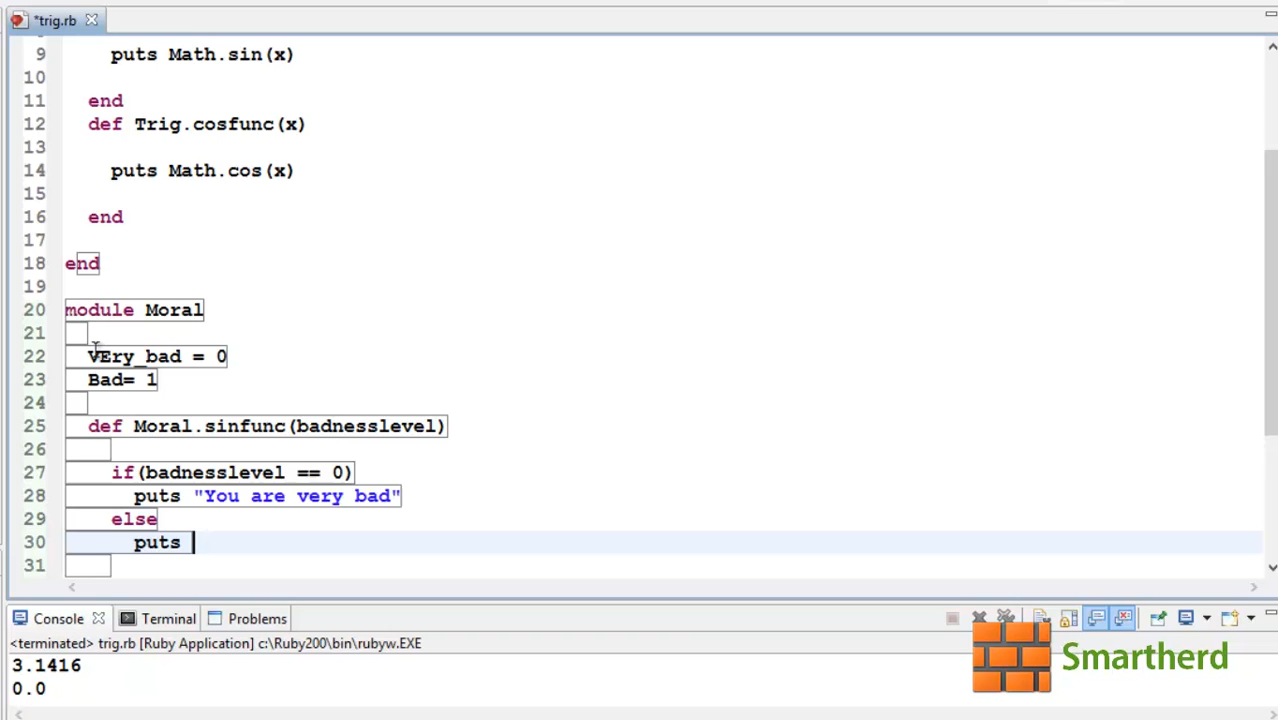 *trig.rb
9 puts Math.sin(x)
10
11 end
12 def Trig.cosfunc(x)
13
14 puts Math.cos(x)
15
16 end
17
18 end
19
20 module Moral
21
22 VEry_bad = 0
23 Bad= 1
24
25 def Moral.sinfunc(badnesslevel)
26
27 if(badnesslevel == 0)
28 puts "You are very bad"
29 else
30 puts
31
Console Terminal Problems
<terminated> trig.rb [Ruby Application] c:\Ruby200\bin\rubyw.EXE
3.1416
0.0
Smartherd